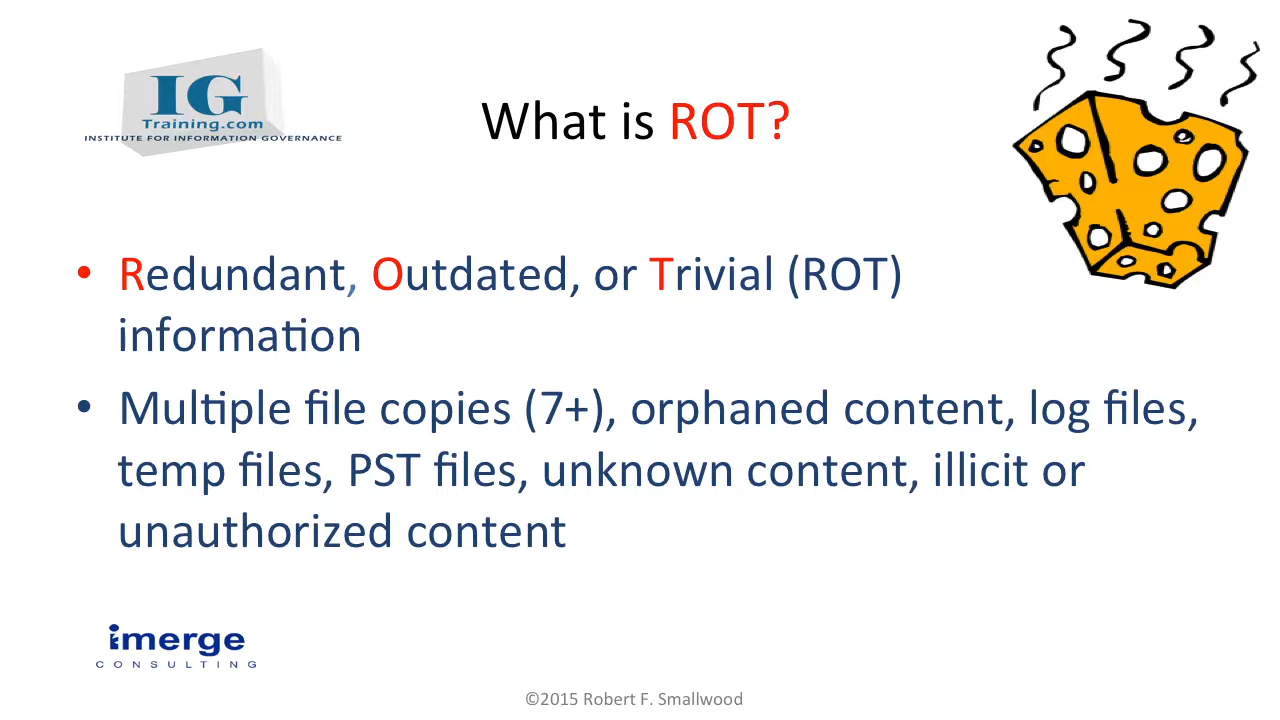 IG
Training.com
INSTITUTE FOR INFORMATION GOVERNANCE
What is ROT?
• Redundant, Outdated, or Trivial (ROT)
information
• Multiple file copies (7+), orphaned content, log files,
temp files, PST files, unknown content, illicit or
unauthorized content
imerge
CONSULTING
©2015 Robert F. Smallwood